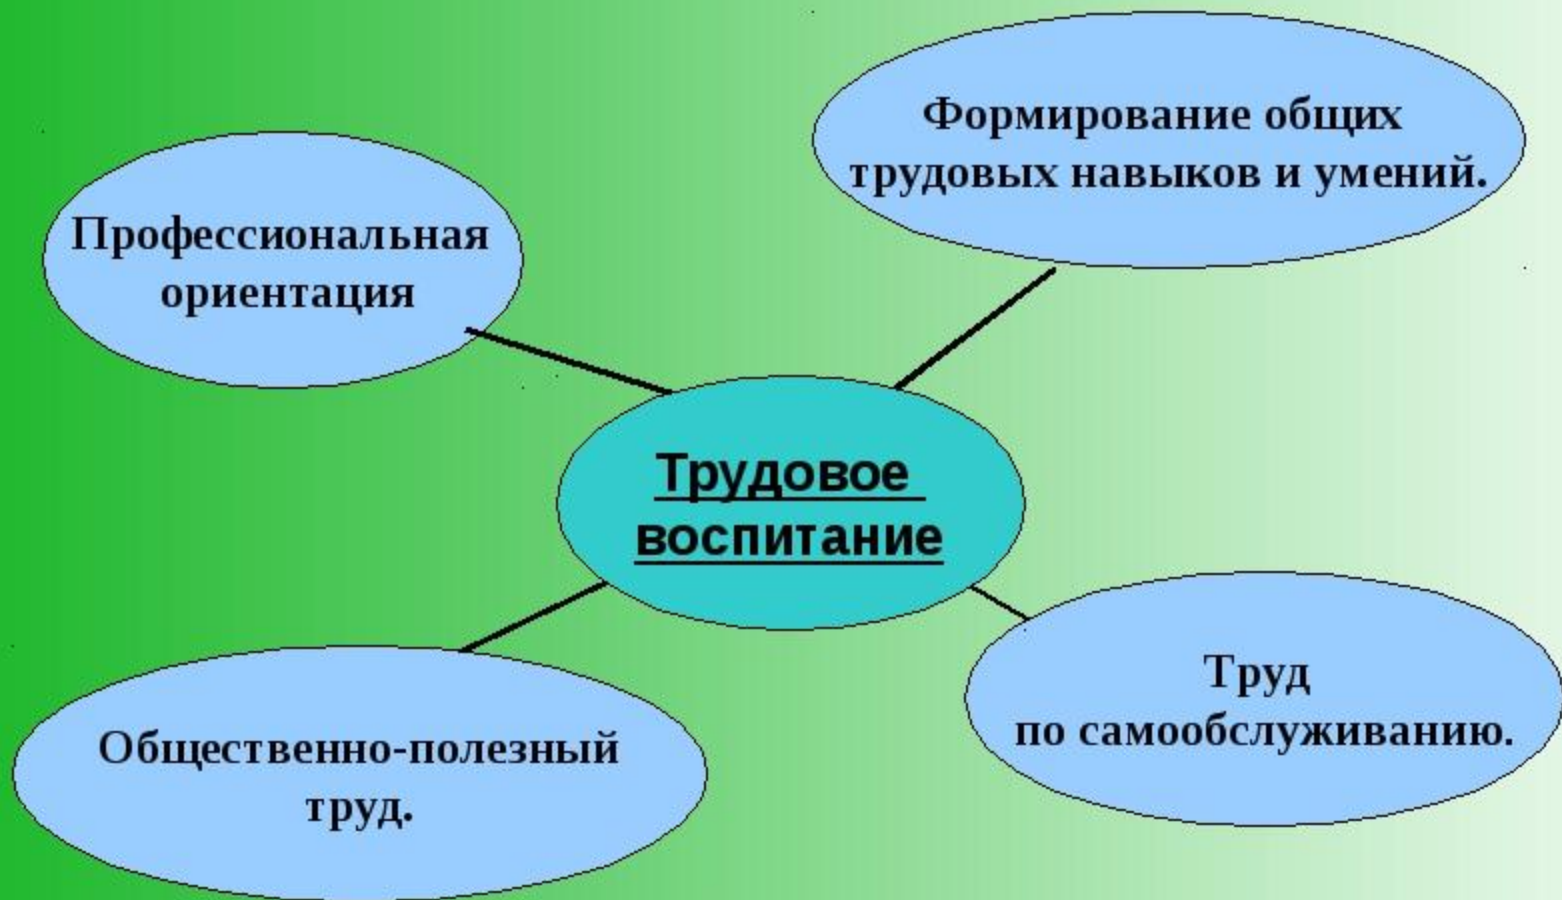 Формирование общих
трудовых навыков и умений.
Профессиональная
ориентация
Трудовое
воспитание
Труд
по самообслуживанию.
Общественно-полезный
труд.